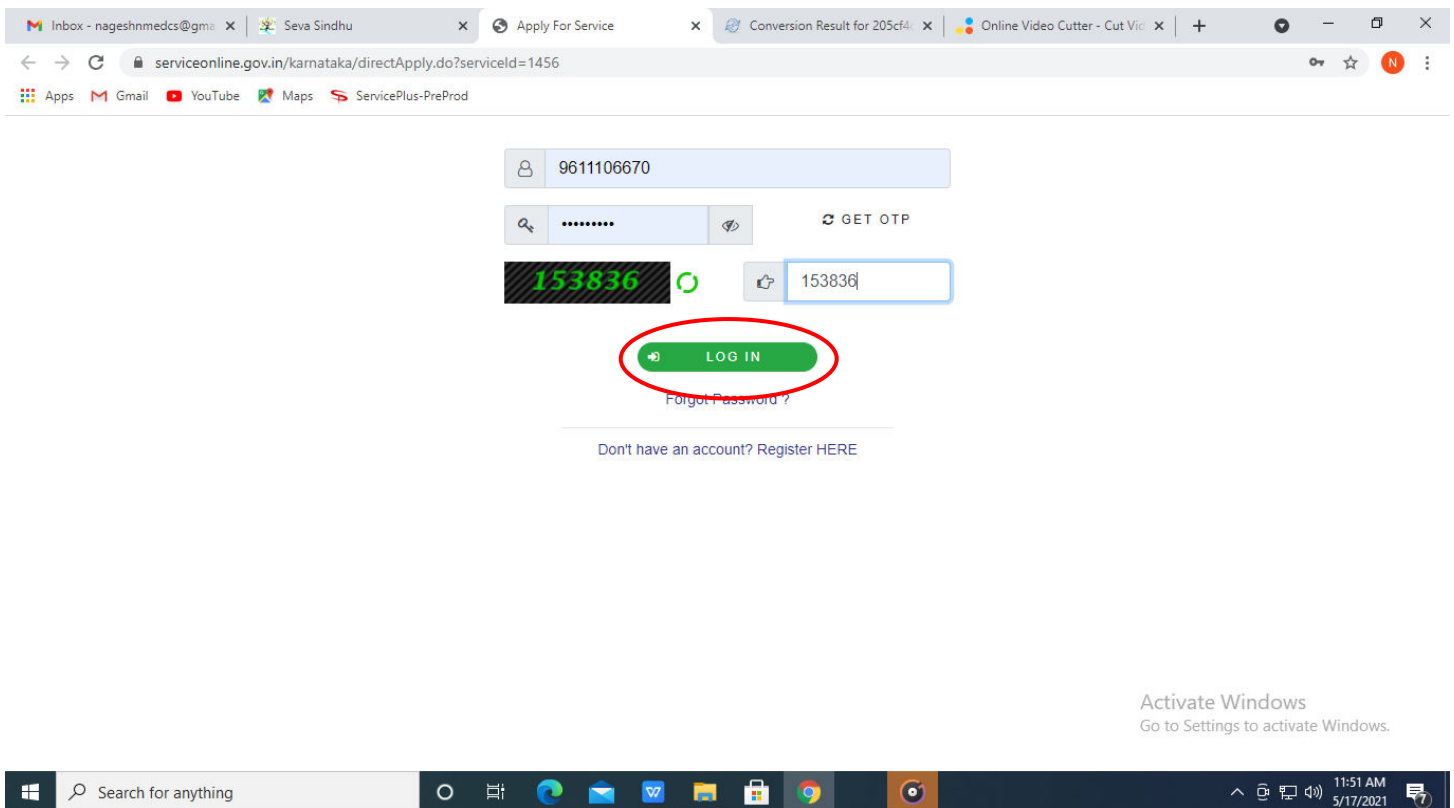 Inbox - nageshnmedcs@gma
Seva Sindhu
Apply For Service
Conversion Result for 205cf4
Online Video Cutter - Cut Vid
serviceonline.gov.in/karnataka/directApply.do?serviceId=1456
N
Apps
Gmail
YouTube
Maps
ServicePlus-PreProd
9611106670
GET OTP
153836
153836
LOG IN
Forgot Password ?
Don't have an account? Register HERE
Activate Windows
Go to Settings to activate Windows.
Search for anything
11:51 AM
5/17/2021
7